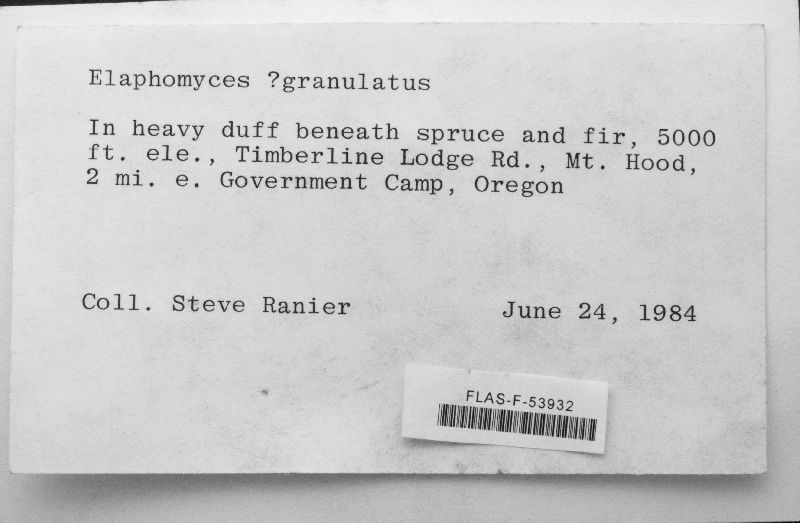 Elaphomyces ?granulatus
In heavy duff beneath spruce and fir, 5000
ft. ele., Timberline Lodge Rd., Mt. Hood,
2 mi. e. Government Camp, Oregon
Coll. Steve Ranier June 24, 1984
FLAS-F-53932